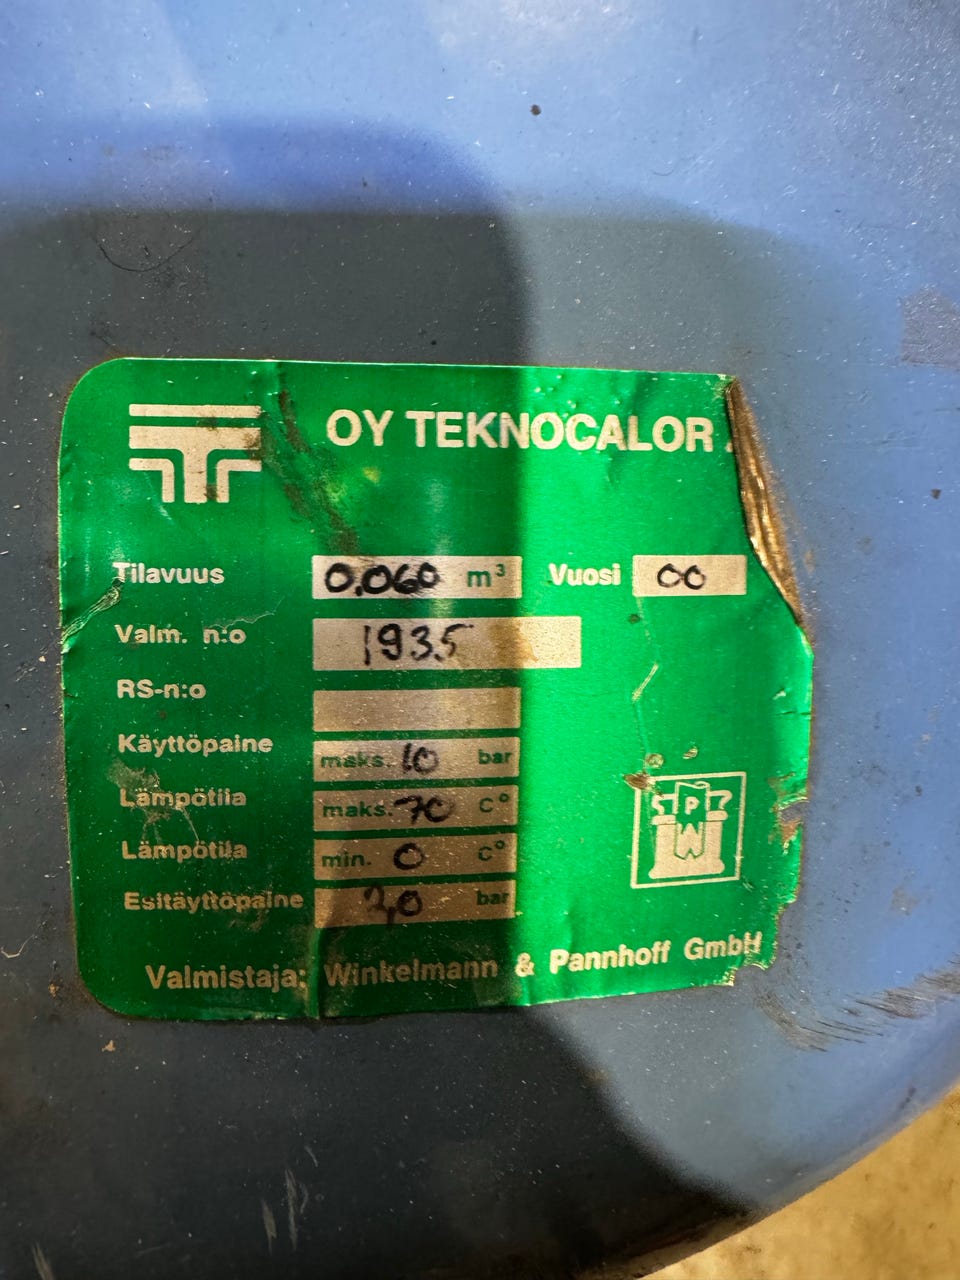 OY TEKNOCALOR
Tilavuus 0,060 m³ Vuosi 00
Valm. n:o 1935
RS-n:o
Käyttöpaine maks. 10 bar
Lämpötila maks. 70 C°
Lämpötila min. 0 C°
Esitäyttöpaine 2,0 bar
P
W
Valmistaja: Winkelmann & Pannhoff GmbH